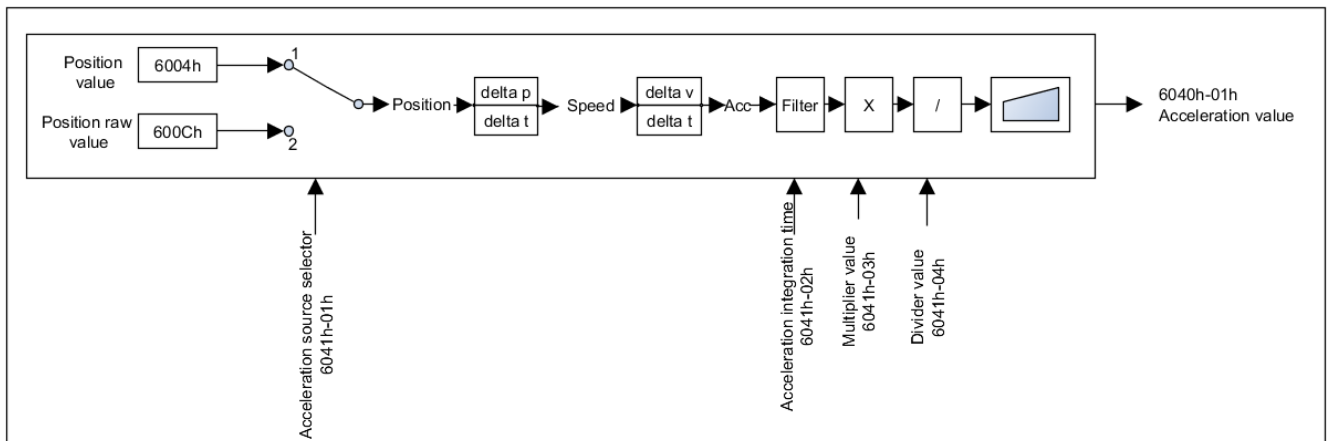 Position
value
6004h
1
Position raw
value
600Ch
2
Position
delta p
delta t
Speed
delta v
delta t
Acc
Filter
X
/
6040h-01h
Acceleration value
Acceleration source selector
6041h-01h
Acceleration integration time
6041h-02h
Multiplier value
6041h-03h
Divider value
6041h-04h